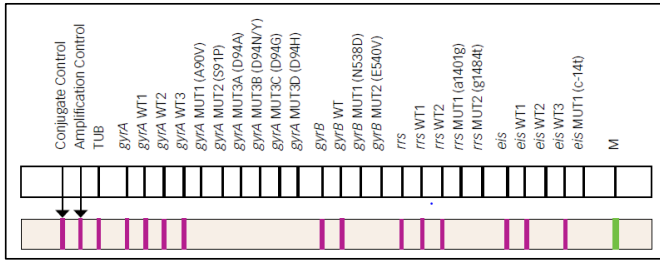 Conjugate Control
Amplification Control
TUB
gyrA
gyrA WT1
gyrA WT2
gyrA WT3
gyrA MUT1 (A90V)
gyrA MUT2 (S91P)
gyrA MUT3A (D94A)
gyrA MUT3B (D94N/Y)
gyrA MUT3C (D94G)
gyrA MUT3D (D94H)
gyrB
gyrB WT
gyrB MUT1 (N538D)
gyrB MUT2 (E540V)
rrs
rrs WT1
rrs WT2
rrs MUT1 (a1401g)
rrs MUT2 (g1484t)
eis
eis WT1
eis WT2
eis WT3
eis MUT1 (c-14t)
M